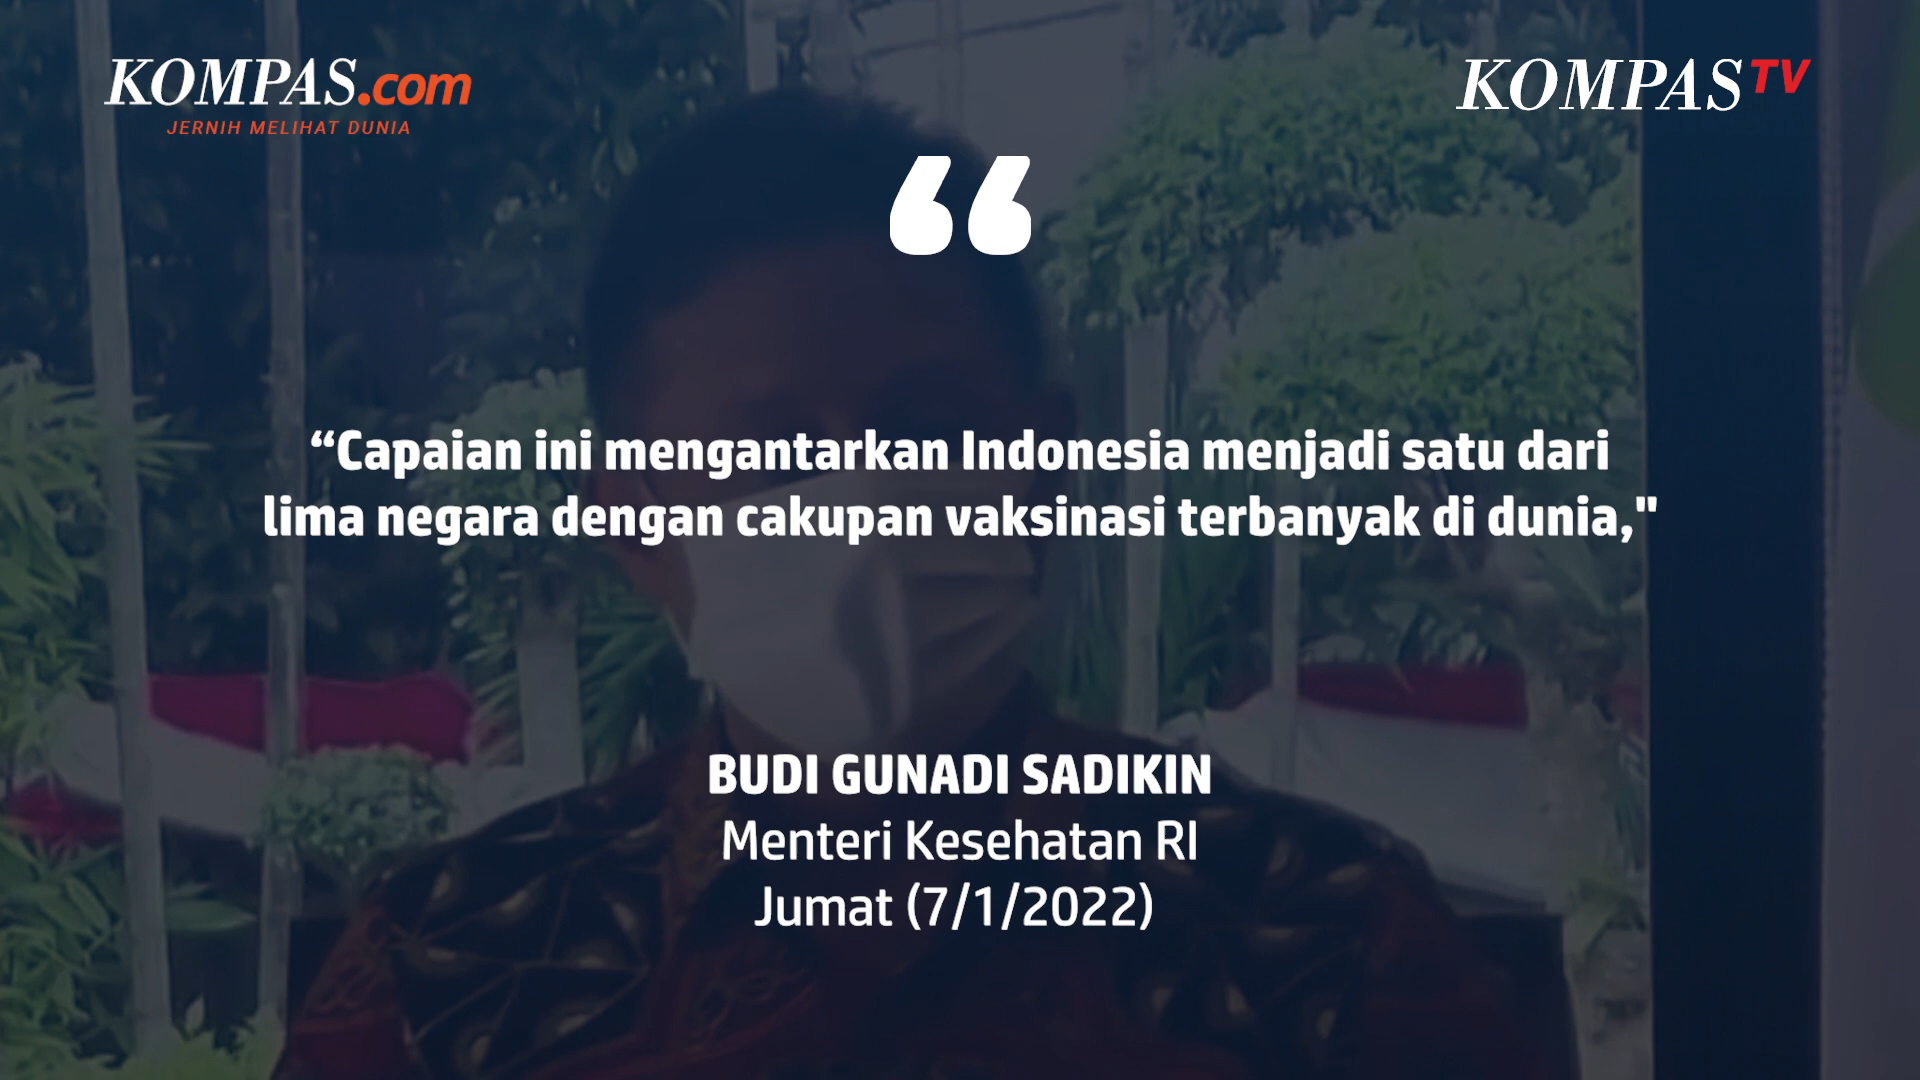 KOMPAS.com
JERNIH MELIHAT DUNIA
KOMPASTV
“
“Capaian ini mengantarkan Indonesia menjadi satu dari
lima negara dengan cakupan vaksinasi terbanyak di dunia,"
BUDI GUNADI SADIKIN
Menteri Kesehatan RI
Jumat (7/1/2022)